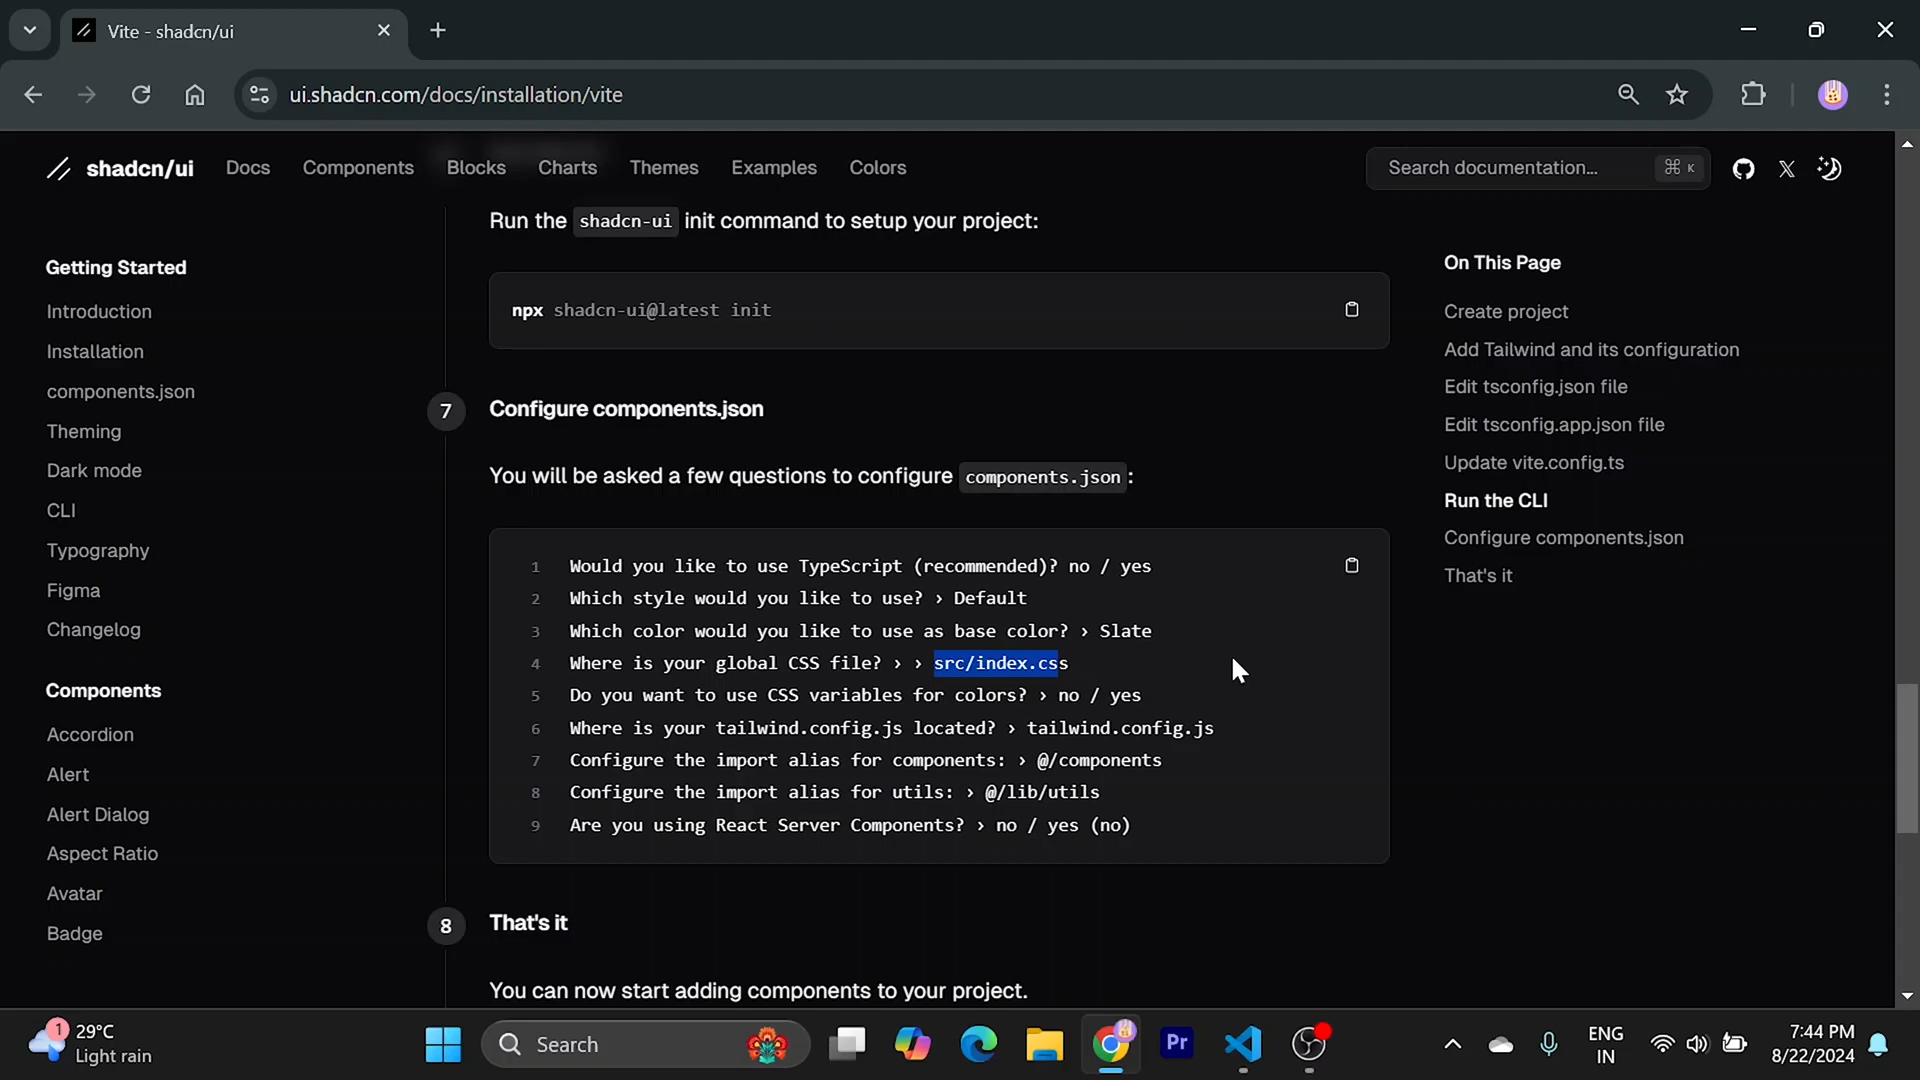 Vite - shadcn/ui
ui.shadcn.com/docs/installation/vite
shadcn/ui
Docs
Components
Blocks
Charts
Themes
Examples
Colors
Search documentation...
⌘ K
Getting Started
Introduction
Installation
components.json
Theming
Dark mode
CLI
Typography
Figma
Changelog
Components
Accordion
Alert
Alert Dialog
Aspect Ratio
Avatar
Badge
Run the shadcn-ui init command to setup your project:
npx shadcn-ui@latest init
7
Configure components.json
You will be asked a few questions to configure components.json:
1 Would you like to use TypeScript (recommended)? no / yes
2 Which style would you like to use? › Default
3 Which color would you like to use as base color? › Slate
4 Where is your global CSS file? › › src/index.css
5 Do you want to use CSS variables for colors? › no / yes
6 Where is your tailwind.config.js located? › tailwind.config.js
7 Configure the import alias for components: › @/components
8 Configure the import alias for utils: › @/lib/utils
9 Are you using React Server Components? › no / yes (no)
8
That's it
You can now start adding components to your project.
On This Page
Create project
Add Tailwind and its configuration
Edit tsconfig.json file
Edit tsconfig.app.json file
Update vite.config.ts
Run the CLI
Configure components.json
That's it
1
29°C
Light rain
Search
Pr
ENG
IN
7:44 PM
8/22/2024